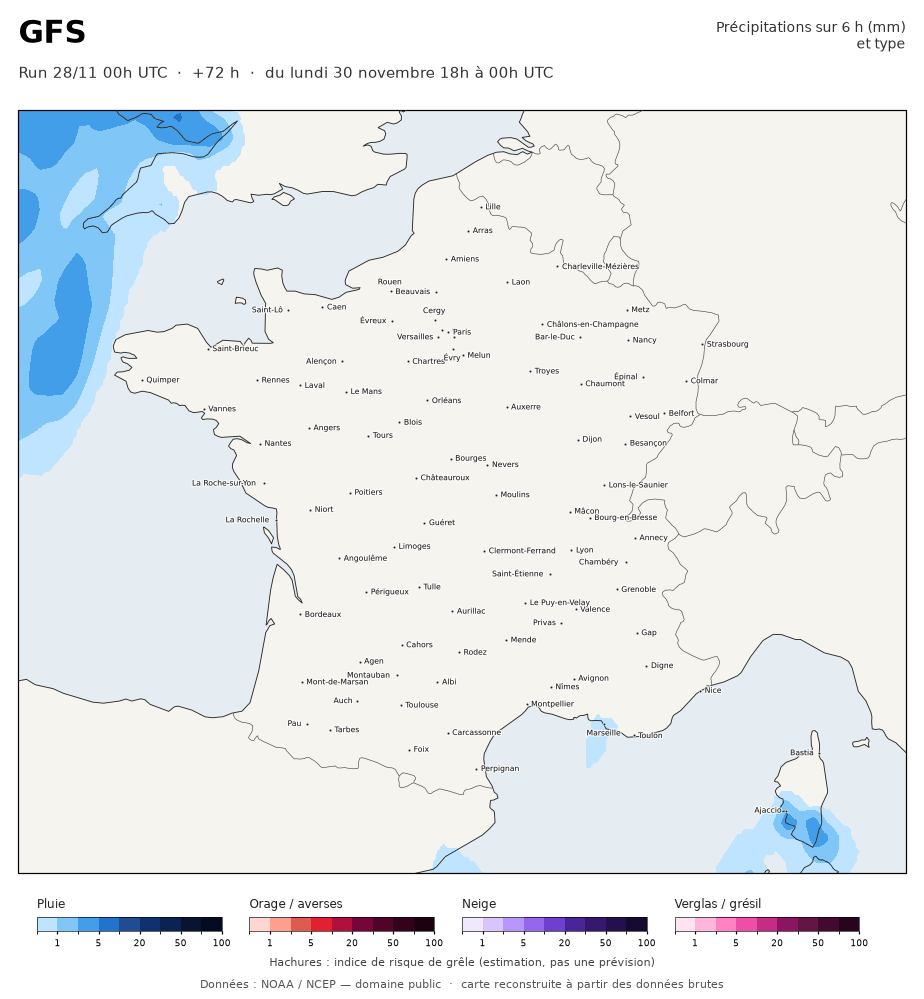 GFS
Précipitations sur 6 h (mm)
et type
Run 28/11 00h UTC · +72 h · du lundi 30 novembre 18h à 00h UTC
Lille
Arras
Amiens
Charleville-Mézières
Rouen
Laon
Beauvais
Saint-Lô
Caen
Cergy
Metz
Évreux
Châlons-en-Champagne
Versailles
Paris
Bar-le-Duc
Nancy
Strasbourg
Saint-Brieuc
Alençon
Chartres
Évry
Melun
Quimper
Rennes
Laval
Le Mans
Troyes
Épinal
Chaumont
Colmar
Vannes
Orléans
Auxerre
Vesoul
Belfort
Angers
Blois
Tours
Nantes
Dijon
Besançon
Bourges
Nevers
La Roche-sur-Yon
Châteauroux
Lons-le-Saunier
Poitiers
Moulins
Niort
Mâcon
La Rochelle
Guéret
Bourg-en-Bresse
Annecy
Limoges
Angoulême
Clermont-Ferrand
Lyon
Chambéry
Saint-Étienne
Périgueux
Tulle
Grenoble
Bordeaux
Aurillac
Le Puy-en-Velay
Valence
Privas
Cahors
Mende
Gap
Agen
Rodez
Digne
Montauban
Mont-de-Marsan
Albi
Avignon
Nîmes
Nice
Auch
Toulouse
Montpellier
Pau
Tarbes
Carcassonne
Marseille
Toulon
Foix
Bastia
Perpignan
Ajaccio
Pluie
1 5 20 50 100
Orage / averses
1 5 20 50 100
Neige
1 5 20 50 100
Verglas / grésil
1 5 20 50 100
Hachures : indice de risque de grêle (estimation, pas une prévision)
Données : NOAA / NCEP — domaine public · carte reconstruite à partir des données brutes